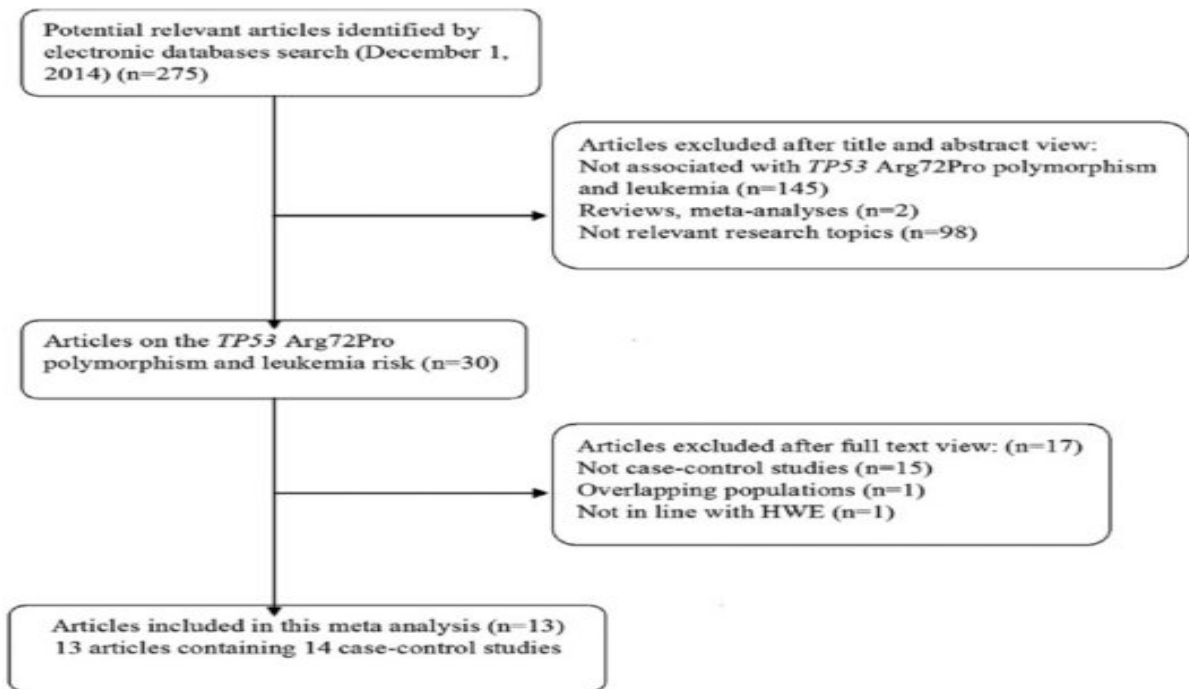 Potential relevant articles identified by
electronic databases search (December 1,
2014) (n=275)
Articles excluded after title and abstract view:
Not associated with TP53 Arg72Pro polymorphism
and leukemia (n=145)
Reviews, meta-analyses (n=2)
Not relevant research topics (n=98)
Articles on the TP53 Arg72Pro
polymorphism and leukemia risk (n=30)
Articles excluded after full text view: (n=17)
Not case-control studies (n=15)
Overlapping populations (n=1)
Not in line with HWE (n=1)
Articles included in this meta analysis (n=13)
13 articles containing 14 case-control studies